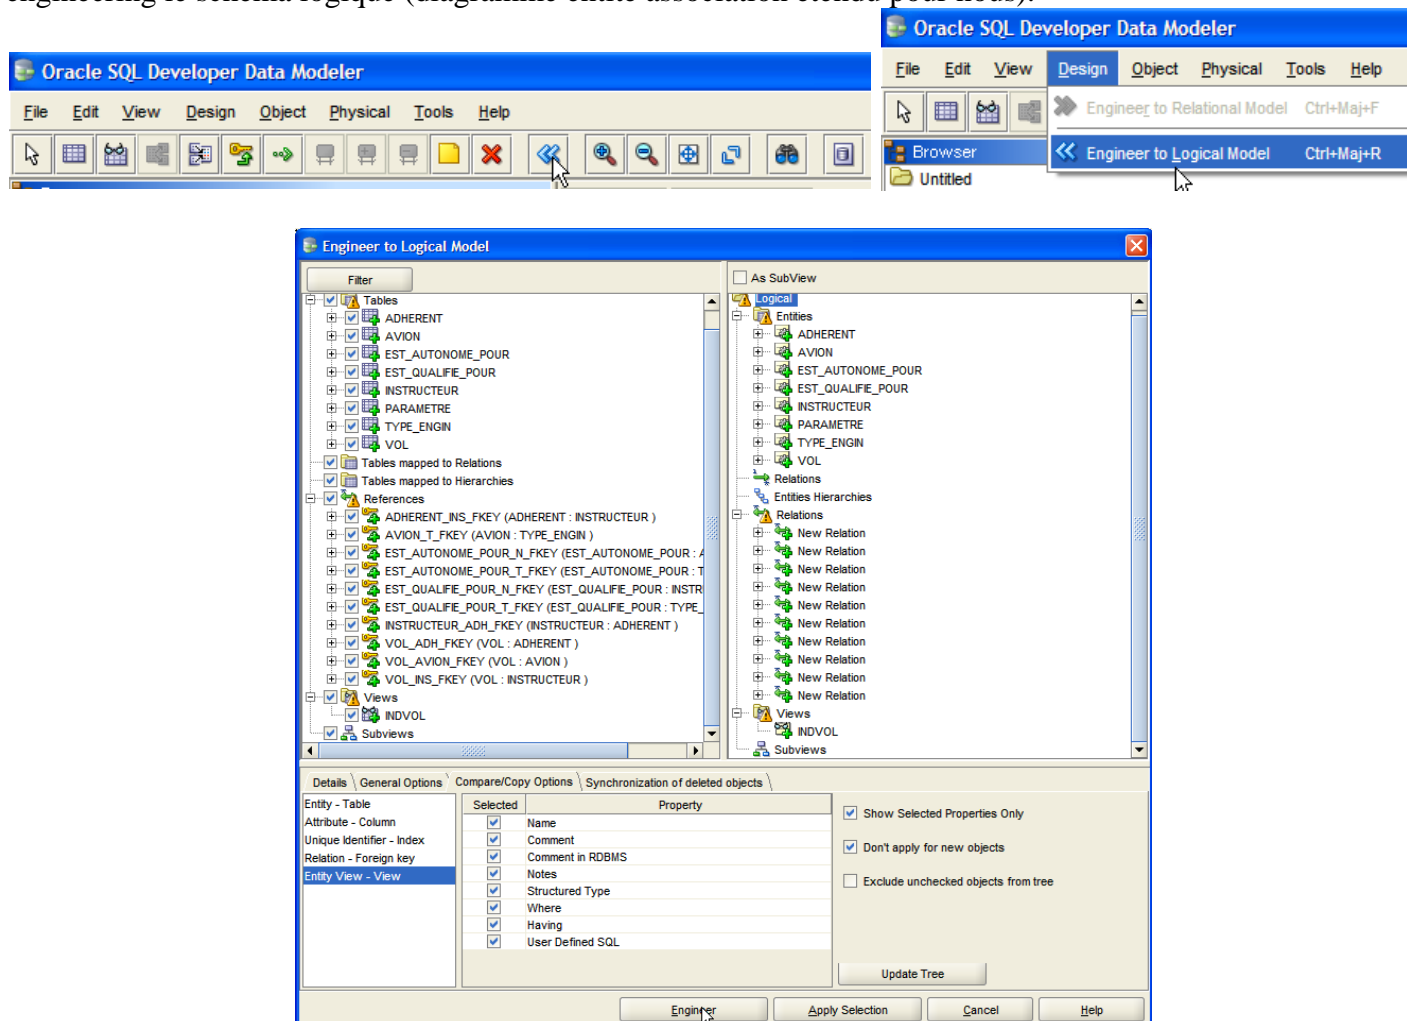 engineering le schéma logique (diagramme entité association étendu pour nous).
Oracle SQL Developer Data Modeler
File Edit View Design Object Physical Tools Help
Oracle SQL Developer Data Modeler
File Edit View Design Object Physical Tools Help
Engineer to Relational Model Ctrl+Maj+F
Browser
Engineer to Logical Model Ctrl+Maj+R
Untitled
Engineer to Logical Model
Filter
Tables
ADHERENT
AVION
EST_AUTONOME_POUR
EST_QUALIFIE_POUR
INSTRUCTEUR
PARAMETRE
TYPE_ENGIN
VOL
Tables mapped to Relations
Tables mapped to Hierarchies
References
ADHERENT_INS_FKEY (ADHERENT : INSTRUCTEUR )
AVION_T_FKEY (AVION : TYPE_ENGIN )
EST_AUTONOME_POUR_N_FKEY (EST_AUTONOME_POUR : A
EST_AUTONOME_POUR_T_FKEY (EST_AUTONOME_POUR : T
EST_QUALIFIE_POUR_N_FKEY (EST_QUALIFIE_POUR : INSTR
EST_QUALIFIE_POUR_T_FKEY (EST_QUALIFIE_POUR : TYPE_
INSTRUCTEUR_ADH_FKEY (INSTRUCTEUR : ADHERENT )
VOL_ADH_FKEY (VOL : ADHERENT )
VOL_AVION_FKEY (VOL : AVION )
VOL_INS_FKEY (VOL : INSTRUCTEUR )
Views
INDVOL
Subviews
As SubView
Logical
Entities
ADHERENT
AVION
EST_AUTONOME_POUR
EST_QUALIFIE_POUR
INSTRUCTEUR
PARAMETRE
TYPE_ENGIN
VOL
Relations
Entities Hierarchies
Relations
New Relation
New Relation
New Relation
New Relation
New Relation
New Relation
New Relation
New Relation
New Relation
New Relation
Views
INDVOL
Subviews
Details General Options Compare/Copy Options Synchronization of deleted objects
Entity - Table
Attribute - Column
Unique Identifier - Index
Relation - Foreign key
Entity View - View
Selected Property
Name
Comment
Comment in RDBMS
Notes
Structured Type
Where
Having
User Defined SQL
Show Selected Properties Only
Don't apply for new objects
Exclude unchecked objects from tree
Update Tree
Engineer Apply Selection Cancel Help